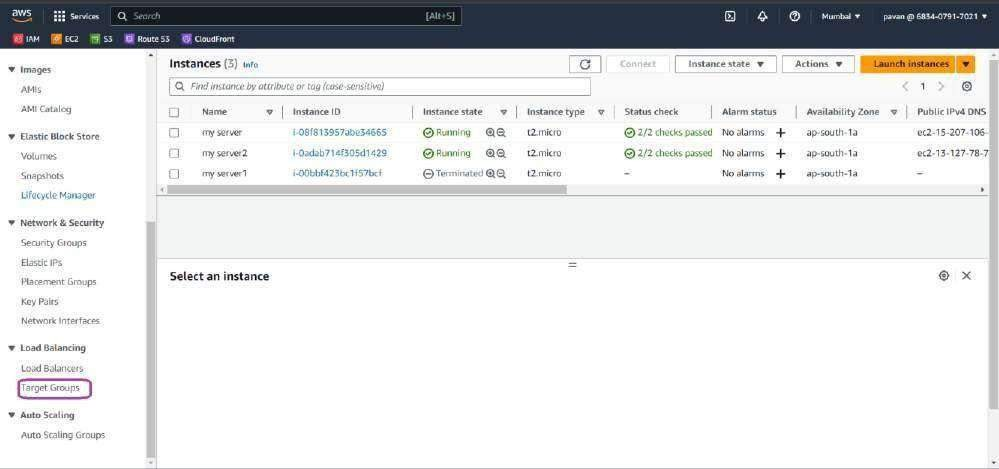 aws Services Search [Alt+S] Mumbai pavan @ 6834-0791-7021
IAM EC2 S3 Route 53 CloudFront
Images
AMIs
AMI Catalog
Elastic Block Store
Volumes
Snapshots
Lifecycle Manager
Network & Security
Security Groups
Elastic IPs
Placement Groups
Key Pairs
Network Interfaces
Load Balancing
Load Balancers
Target Groups
Auto Scaling
Auto Scaling Groups
Instances (3) Info Connect Instance state Actions Launch instances
Find instance by attribute or tag (case-sensitive) 1
Name Instance ID Instance state Instance type Status check Alarm status Availability Zone Public IPv4 DNS
my server i-08f813957abe34665 Running t2.micro 2/2 checks passed No alarms + ap-south-1a ec2-15-207-106-
my server2 i-0adab714f305d1429 Running t2.micro 2/2 checks passed No alarms + ap-south-1a ec2-13-127-78-7
my server1 i-00bbf423bc1f57bcf Terminated t2.micro – No alarms + ap-south-1a –
Select an instance